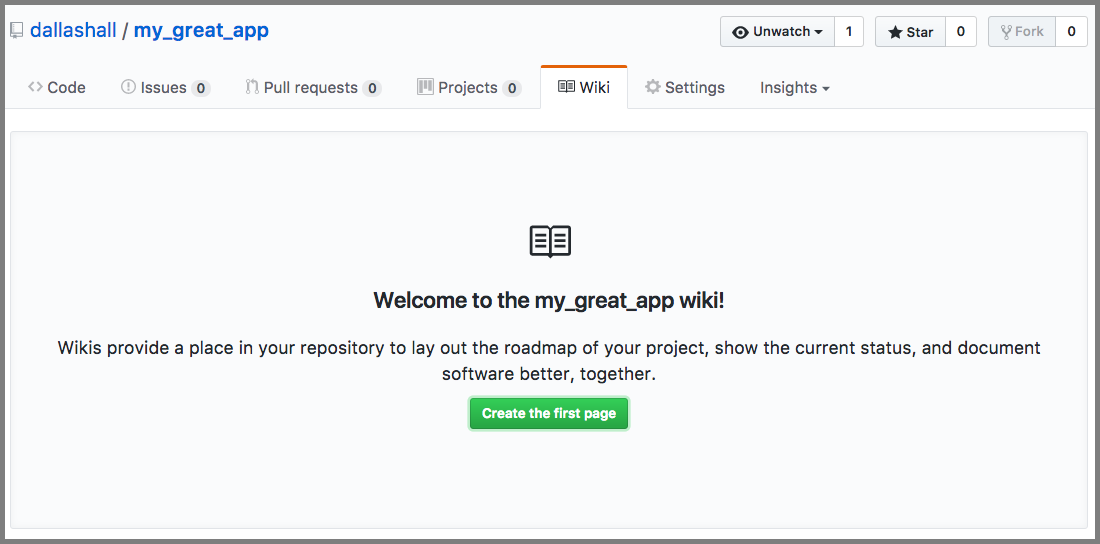 dallashall / my_great_app
Unwatch 1 Star 0 Fork 0
Code Issues 0 Pull requests 0 Projects 0 Wiki Settings Insights
Welcome to the my_great_app wiki!
Wikis provide a place in your repository to lay out the roadmap of your project, show the current status, and document
software better, together.
Create the first page